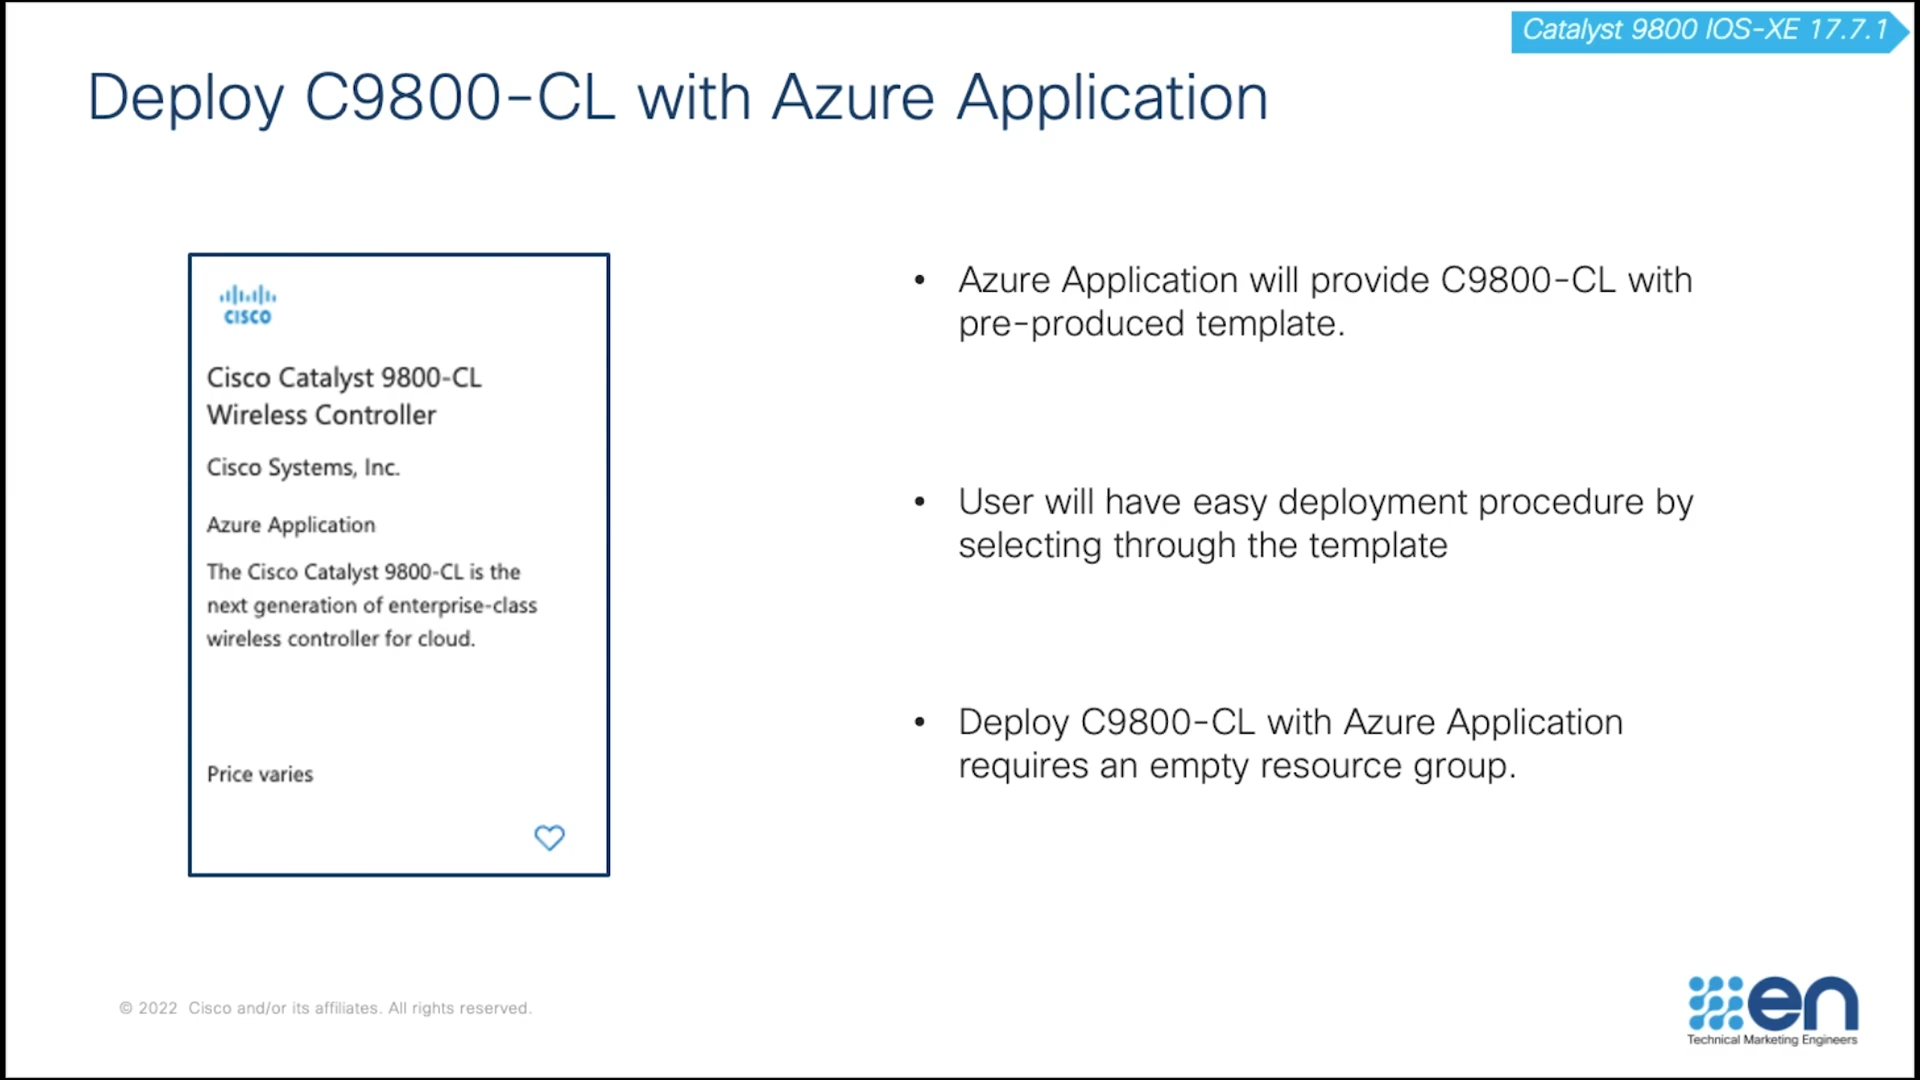 Catalyst 9800 IOS-XE 17.7.1
Deploy C9800-CL with Azure Application
CISCO
Cisco Catalyst 9800-CL
Wireless Controller
Cisco Systems, Inc.
Azure Application
The Cisco Catalyst 9800-CL is the
next generation of enterprise-class
wireless controller for cloud.
Price varies
• Azure Application will provide C9800-CL with
pre-produced template.
• User will have easy deployment procedure by
selecting through the template
• Deploy C9800-CL with Azure Application
requires an empty resource group.
© 2022 Cisco and/or its affiliates. All rights reserved.
en
Technical Marketing Engineers